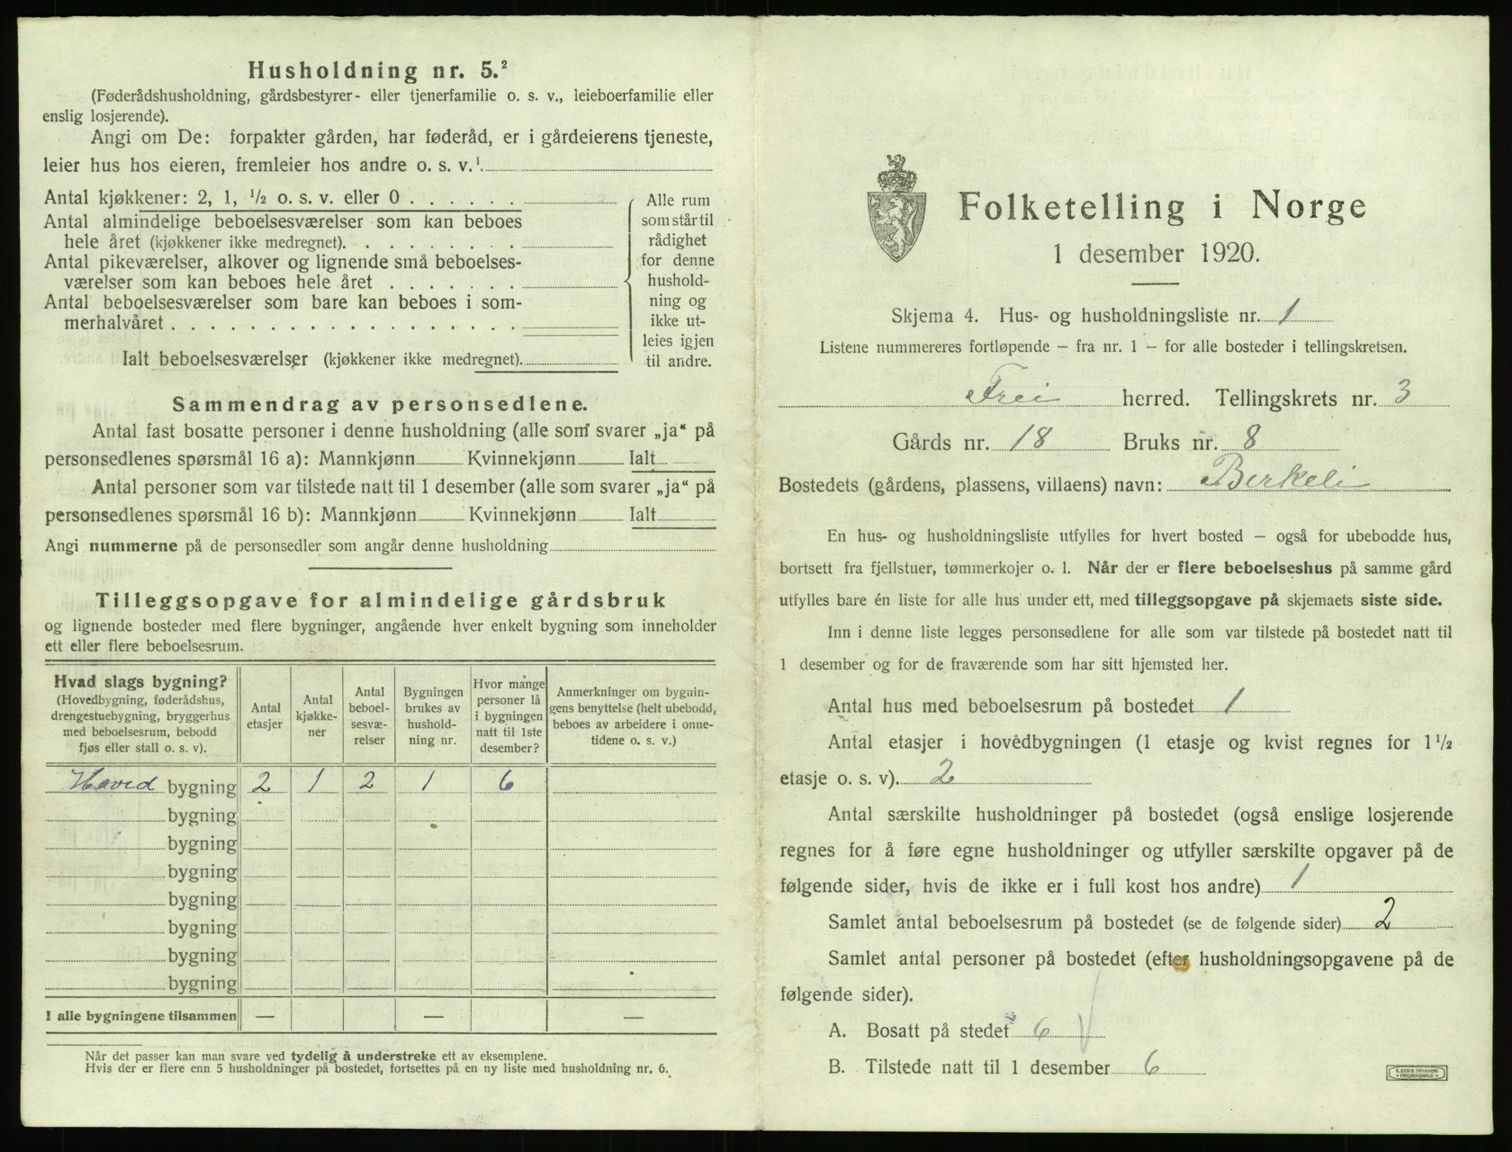 Husholdning nr. 5.²
(Føderådshusholdning, gårdsbestyrer- eller tjenerfamilie o. s. v., leieboerfamilie eller
enslig losjerende).
Angi om De: forpakter gården, har føderåd, er i gårdeierens tjeneste,
leier hus hos eieren, fremleier hos andre o. s. v.¹
Antal kjøkkener: 2, 1, ½ o. s. v. eller 0
Antal almindelige beboelsesværelser som kan beboes
hele året (kjøkkener ikke medregnet).
Antal pikeværelser, alkover og lignende små beboelses-
værelser som kan beboes hele året
Antal beboelsesværelser som bare kan beboes i som-
merhalvåret
Ialt beboelsesværelser (kjøkkener ikke medregnet).
Alle rum
som står til
rådighet
for denne
hushold-
ning og
ikke ut-
leies igjen
til andre.
Sammendrag av personsedlene.
Antal fast bosatte personer i denne husholdning (alle som svarer „ja“ på
personsedlenes spørsmål 16 a): Mannkjønn Kvinnekjønn Ialt
Antal personer som var tilstede natt til 1 desember (alle som svarer „ja“ på
personsedlenes spørsmål 16 b): Mannkjønn Kvinnekjønn Ialt
Angi nummerne på de personsedler som angår denne husholdning
Tilleggsopgave for almindelige gårdsbruk
og lignende bosteder med flere bygninger, angående hver enkelt bygning som inneholder
ett eller flere beboelsesrum.
Hvad slags bygning?
(Hovedbygning, føderådshus,
drengestuebygning, bryggerhus
med beboelsesrum, bebodd
fjøs eller stall o. s. v).
Antal
etasjer
Antal
kjøkke-
ner
Antal
beboel-
sesvæ-
relser
Bygningen
brukes av
hushold-
ning nr.
Hvor mange
personer lå
i bygningen
natt til 1ste
desember?
Anmerkninger om bygnin-
gens benyttelse (helt ubebodd,
beboes av arbeidere i onne-
tidene o. s. v.)
Hoved bygning 2 1 2 1 6
bygning
bygning
bygning
bygning
bygning
bygning
bygning
I alle bygningene tilsammen — — —
Når det passer kan man svare ved tydelig å understreke ett av eksemplene.
Hvis der er flere enn 5 husholdninger på bostedet, fortsettes på en ny liste med husholdning nr. 6.
Folketelling i Norge
1 desember 1920.
Skjema 4. Hus- og husholdningsliste nr. 1
Listene nummereres fortløpende — fra nr. 1 — for alle bosteder i tellingskretsen.
Frei herred. Tellingskrets nr. 3
Gårds nr. 18 Bruks nr. 8
Bostedets (gårdens, plassens, villaens) navn: Birkeli
En hus- og husholdningsliste utfylles for hvert bosted — også for ubebodde hus,
bortsett fra fjellstuer, tømmerkojer o. l. Når der er flere beboelseshus på samme gård
utfylles bare én liste for alle hus under ett, med tilleggsopgave på skjemaets siste side.
Inn i denne liste legges personsedlene for alle som var tilstede på bostedet natt til
1 desember og for de fraværende som har sitt hjemsted her.
Antal hus med beboelsesrum på bostedet 1
Antal etasjer i hovedbygningen (1 etasje og kvist regnes for 1½
etasje o. s. v). 2
Antal særskilte husholdninger på bostedet (også enslige losjerende
regnes for å føre egne husholdninger og utfyller særskilte opgaver på de
følgende sider, hvis de ikke er i full kost hos andre) 1
Samlet antal beboelsesrum på bostedet (se de følgende sider) 2
Samlet antal personer på bostedet (efter husholdningsopgavene på de
følgende sider).
A. Bosatt på stedet 6
B. Tilstede natt til 1 desember 6